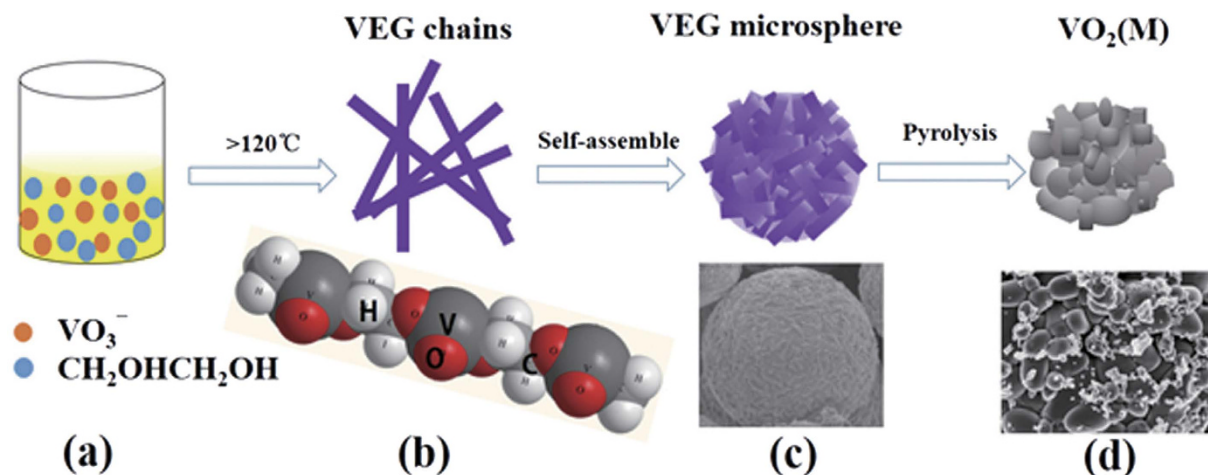 VEG chains
VEG microsphere
VO₂(M)
>120℃
Self-assemble
Pyrolysis
VO₃⁻
CH₂OHCH₂OH
H
V
O
C
(a)
(b)
(c)
(d)